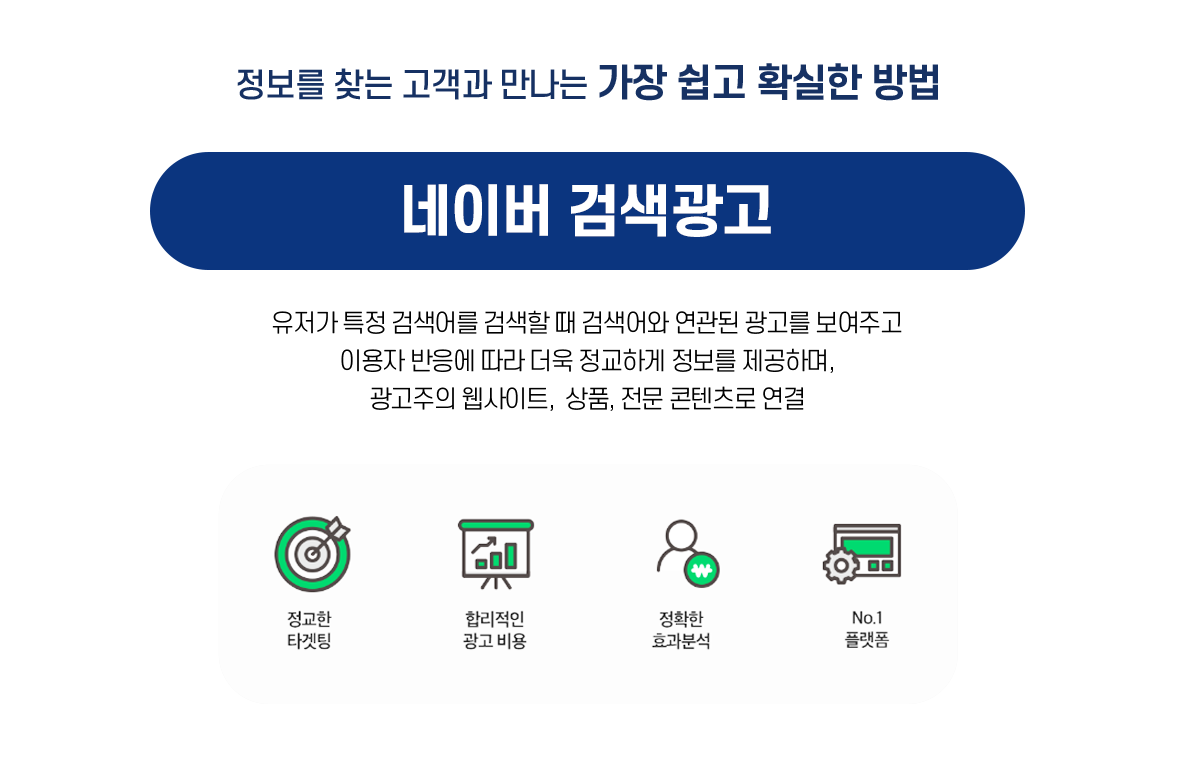 정보를 찾는 고객과 만나는 가장 쉽고 확실한 방법
네이버 검색광고
유저가 특정 검색어를 검색할 때 검색어와 연관된 광고를 보여주고
이용자 반응에 따라 더욱 정교하게 정보를 제공하며,
광고주의 웹사이트, 상품, 전문 콘텐츠로 연결
정교한
타겟팅
합리적인
광고 비용
정확한
효과분석
No.1
플랫폼